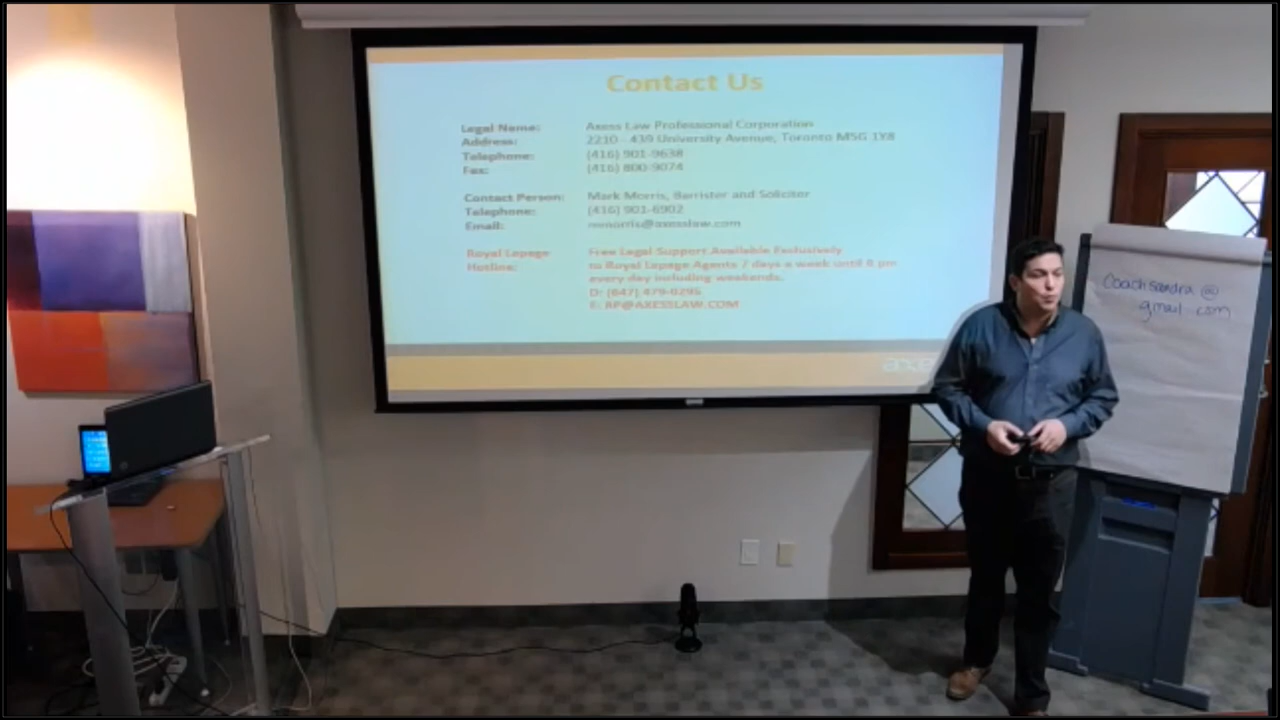 Contact Us
Legal Name: Axess Law Professional Corporation
Address: 2210 - 439 University Avenue, Toronto M5G 1Y8
Telephone: (416) 901-9638
Fax: (416) 800-9074
Contact Person: Mark Morris, Barrister and Solicitor
Telephone: (416) 901-6902
Email: mmorris@axesslaw.com
Royal Lepage Free Legal Support Available Exclusively
Hotline: to Royal Lepage Agents 7 days a week until 8 pm
every day including weekends.
D: (647) 479-0295
E: AP@AXESSLAW.COM
Coachsandra @
gmail.com